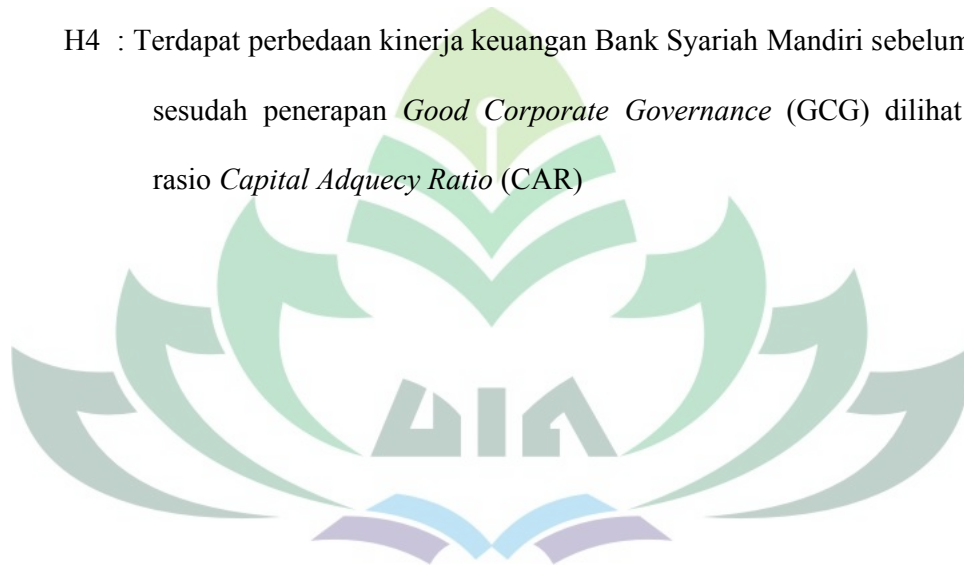 H4 : Terdapat perbedaan kinerja keuangan Bank Syariah Mandiri sebelum
sesudah penerapan Good Corporate Governance (GCG) dilihat
rasio Capital Adquecy Ratio (CAR)
UIN